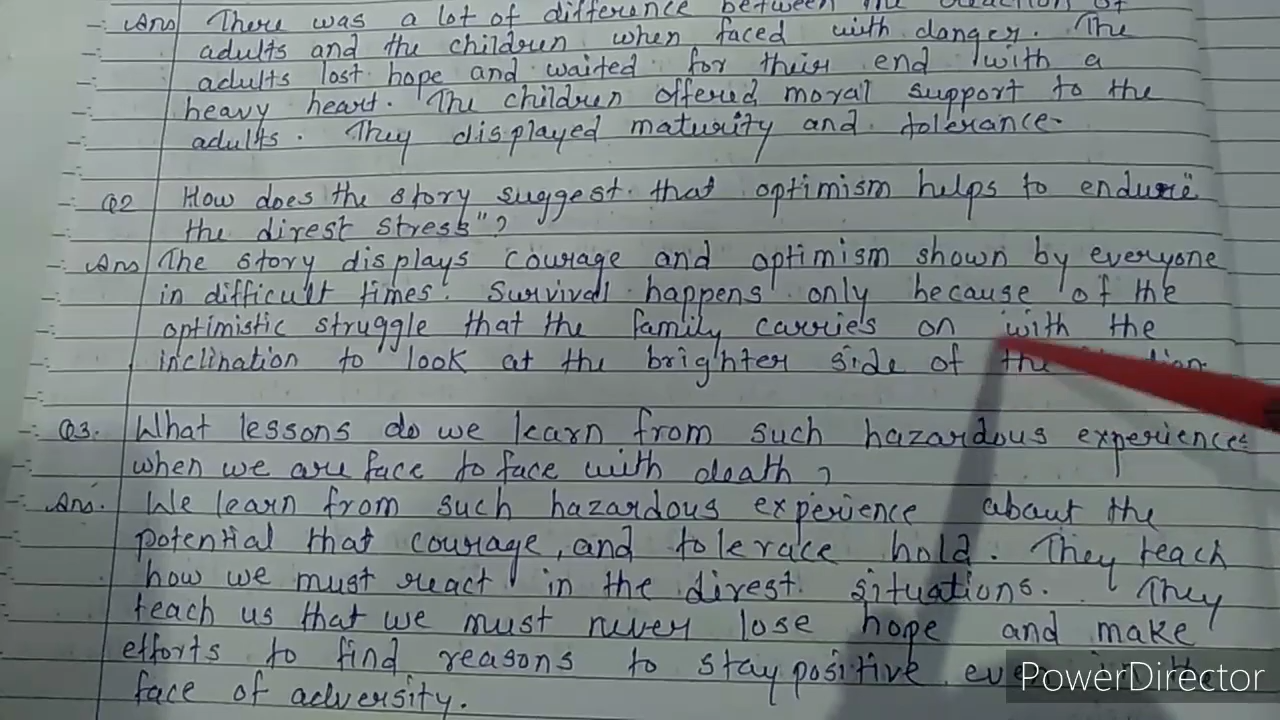 Ans There was a lot of difference between the reaction of
adults and the children when faced with danger. The
adults lost hope and waited for their end with a
heavy heart. The children offered moral support to the
adults. They displayed maturity and tolerance.
Q2 How does the story suggest that optimism helps to endure
the direst stress"?
Ans The story displays courage and optimism shown by everyone
in difficult times. Survival happens only because of the
optimistic struggle that the family carries on with the
inclination to look at the brighter side of the
Q3. What lessons do we learn from such hazardous experiences
when we are face to face with death ?
Ans. We learn from such hazardous experience about the
potential that courage, and tolerace hold. They teach
how we must react in the direst situations. They
teach us that we must never lose hope and make
efforts to find reasons to stay positive even in the
face of adversity.
PowerDirector